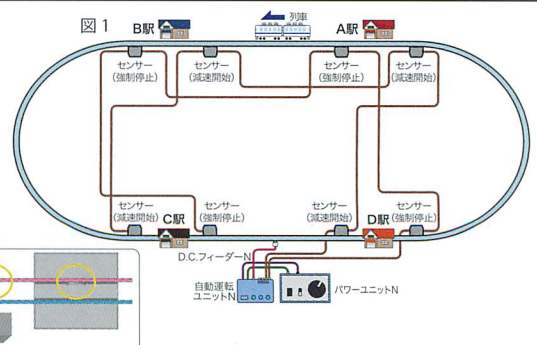 図1
B駅
列車
A駅
センサー
(強制停止)
センサー
(減速開始)
センサー
(強制停止)
センサー
(減速開始)
センサー
(減速開始)
C駅
センサー
(強制停止)
センサー
(減速開始)
D駅
センサー
(強制停止)
D.C.フィーダーN
自動運転
ユニットN
パワーユニットN